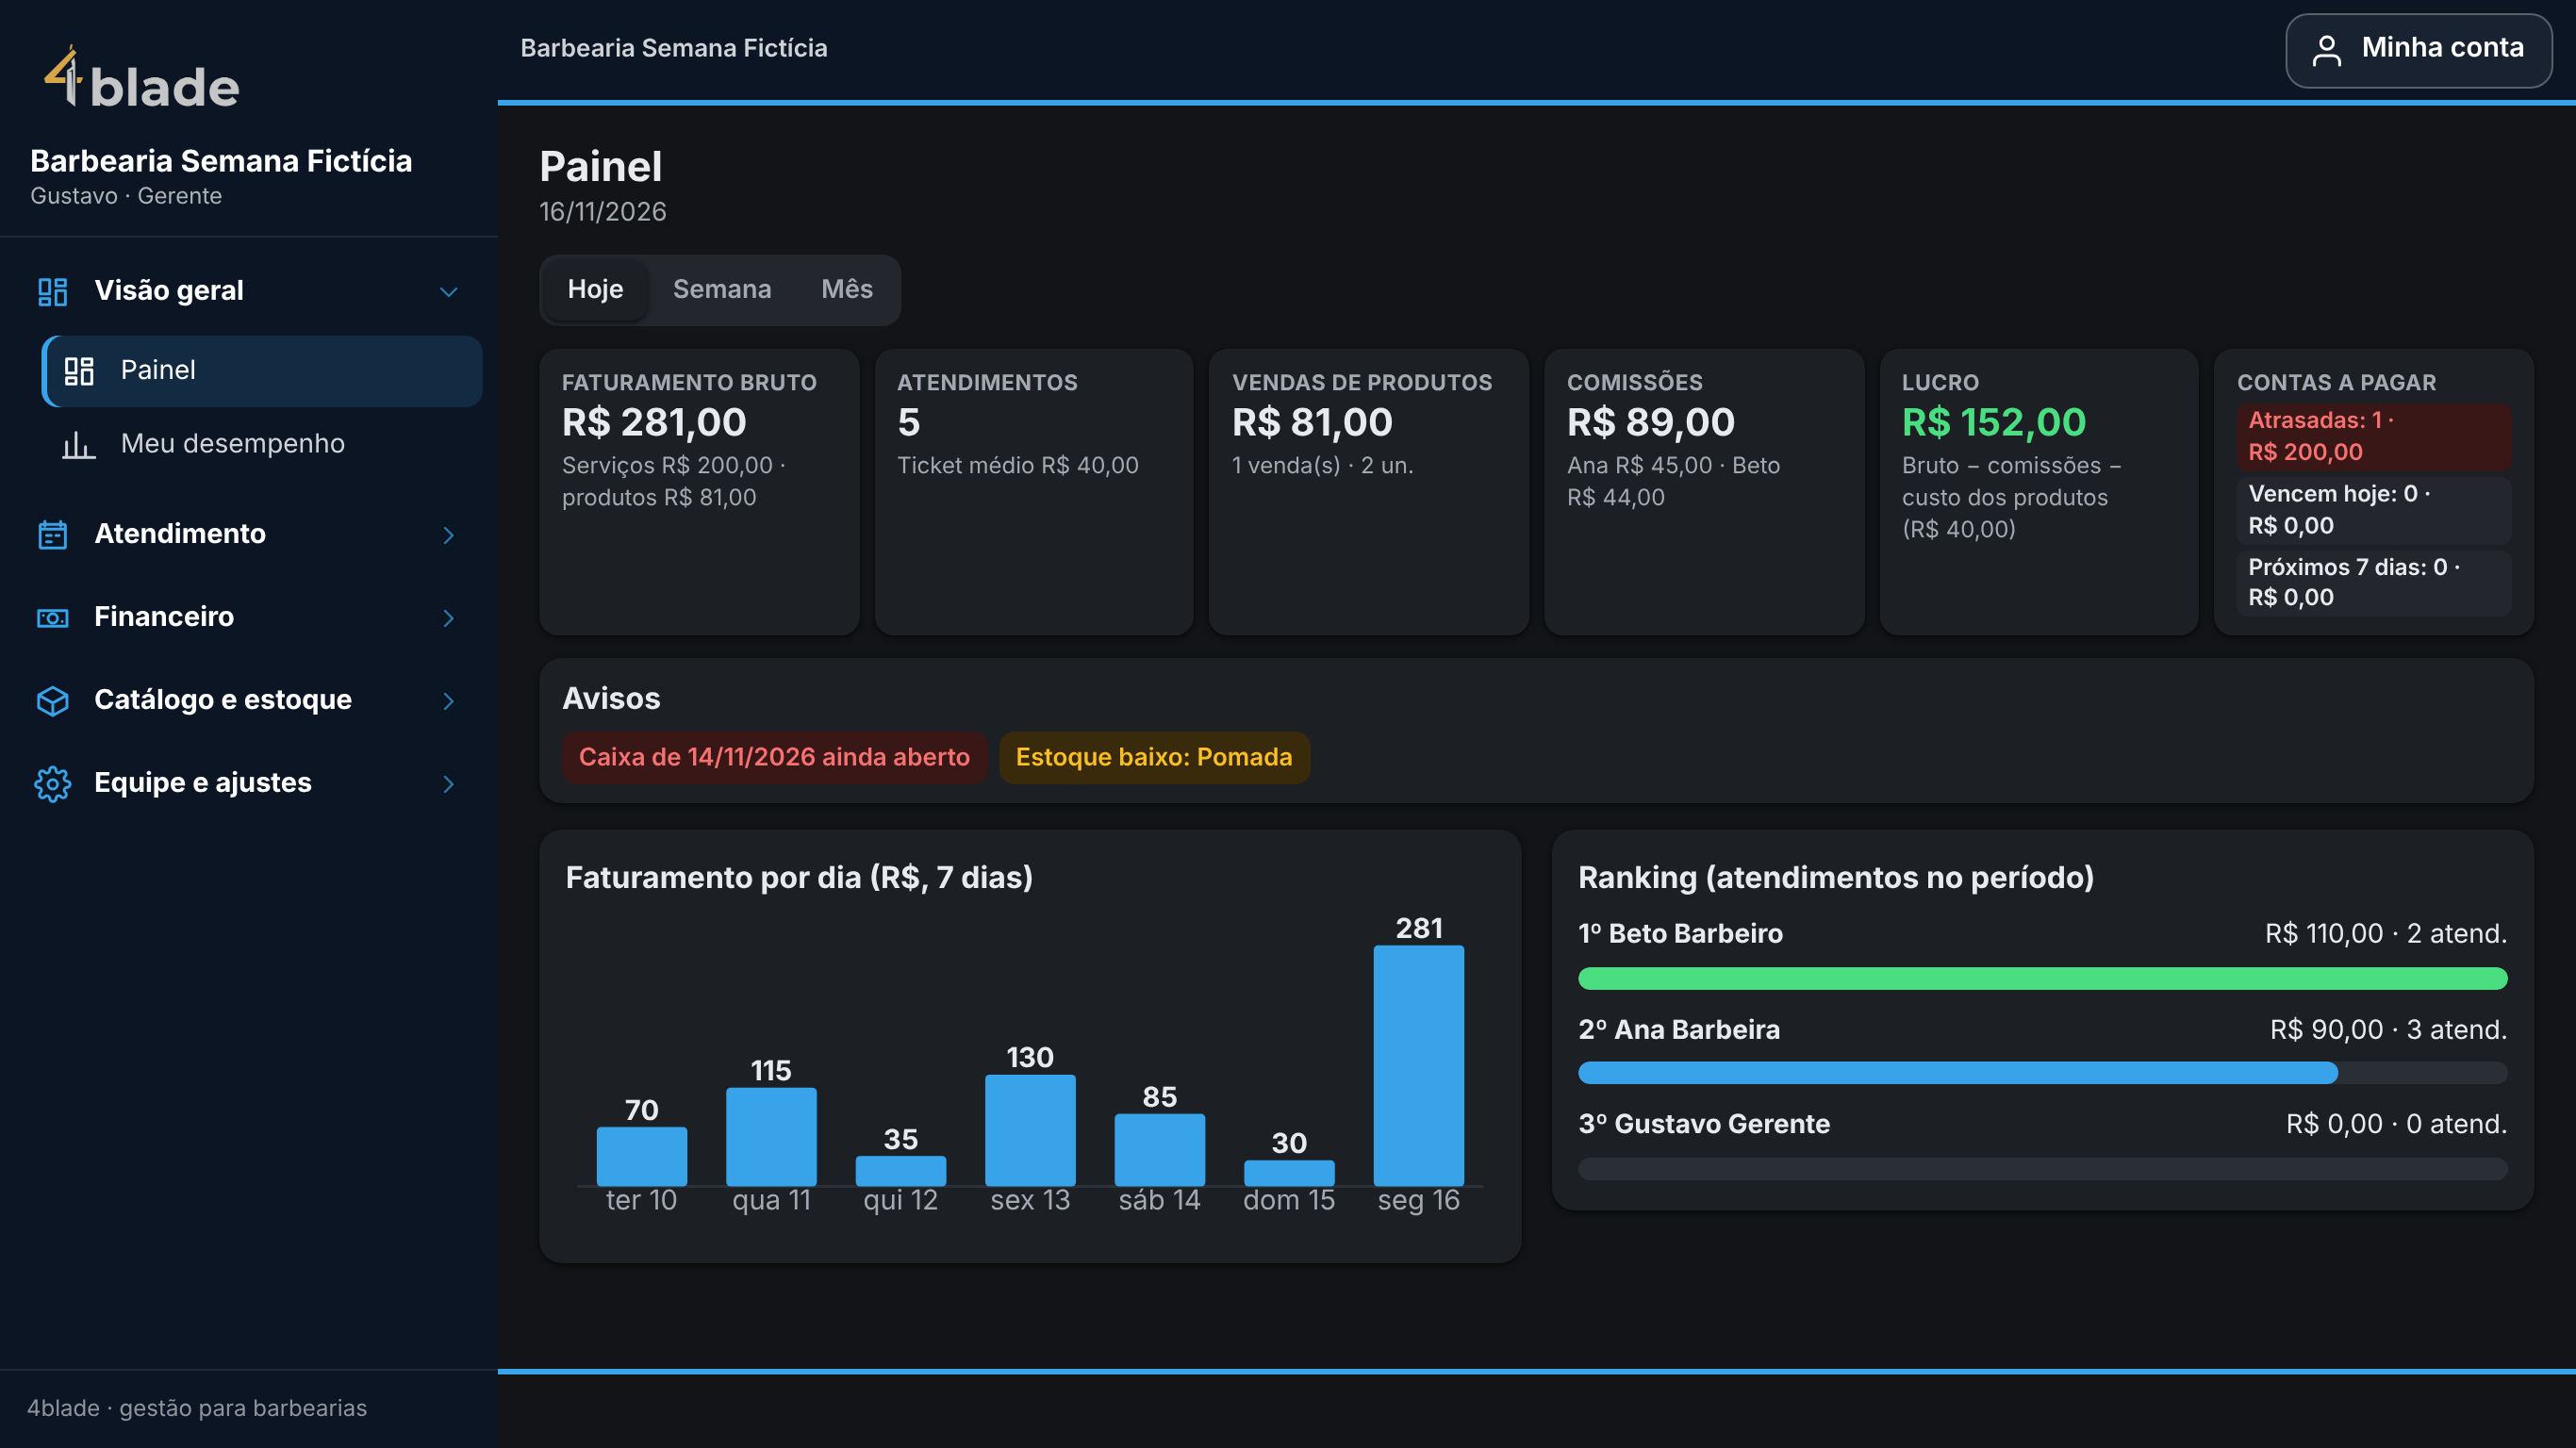 4blade
Barbearia Semana Fictícia
Gustavo · Gerente
Visão geral
Painel
Meu desempenho
Atendimento
Financeiro
Catálogo e estoque
Equipe e ajustes
4blade · gestão para barbearias
Barbearia Semana Fictícia
Minha conta
Painel
16/11/2026
Hoje
Semana
Mês
FATURAMENTO BRUTO
R$ 281,00
Serviços R$ 200,00 ·
produtos R$ 81,00
ATENDIMENTOS
5
Ticket médio R$ 40,00
VENDAS DE PRODUTOS
R$ 81,00
1 venda(s) · 2 un.
COMISSÕES
R$ 89,00
Ana R$ 45,00 · Beto
R$ 44,00
LUCRO
R$ 152,00
Bruto − comissões −
custo dos produtos
(R$ 40,00)
CONTAS A PAGAR
Atrasadas: 1 ·
R$ 200,00
Vencem hoje: 0 ·
R$ 0,00
Próximos 7 dias: 0 ·
R$ 0,00
Avisos
Caixa de 14/11/2026 ainda aberto
Estoque baixo: Pomada
Faturamento por dia (R$, 7 dias)
70
115
35
130
85
30
281
ter 10
qua 11
qui 12
sex 13
sáb 14
dom 15
seg 16
Ranking (atendimentos no período)
1º Beto Barbeiro
R$ 110,00 · 2 atend.
2º Ana Barbeira
R$ 90,00 · 3 atend.
3º Gustavo Gerente
R$ 0,00 · 0 atend.